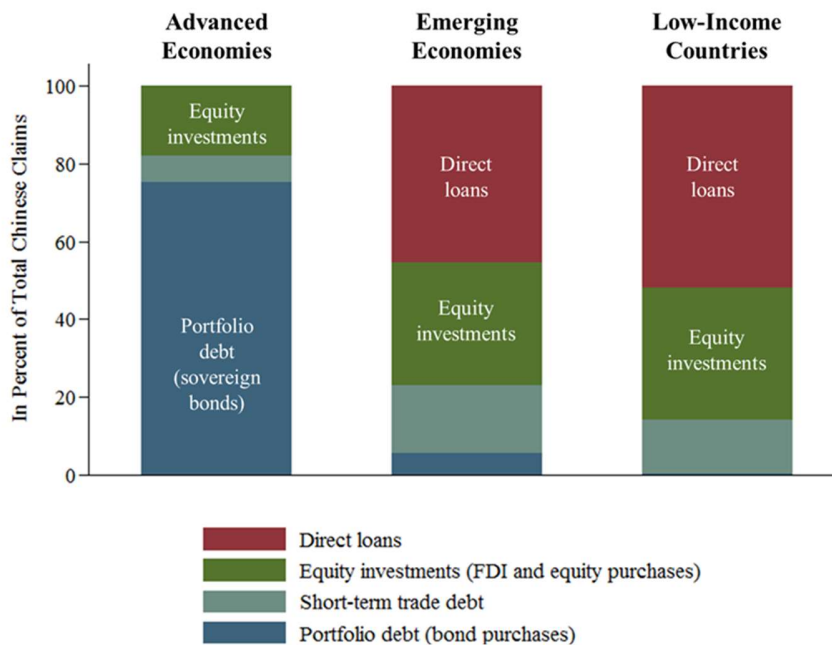 Advanced
Economies
Emerging
Economies
Low-Income
Countries
In Percent of Total Chinese Claims
100
80
60
40
20
0
Equity
investments
Portfolio
debt
(sovereign
bonds)
Direct
loans
Equity
investments
Direct
loans
Equity
investments
Direct loans
Equity investments (FDI and equity purchases)
Short-term trade debt
Portfolio debt (bond purchases)